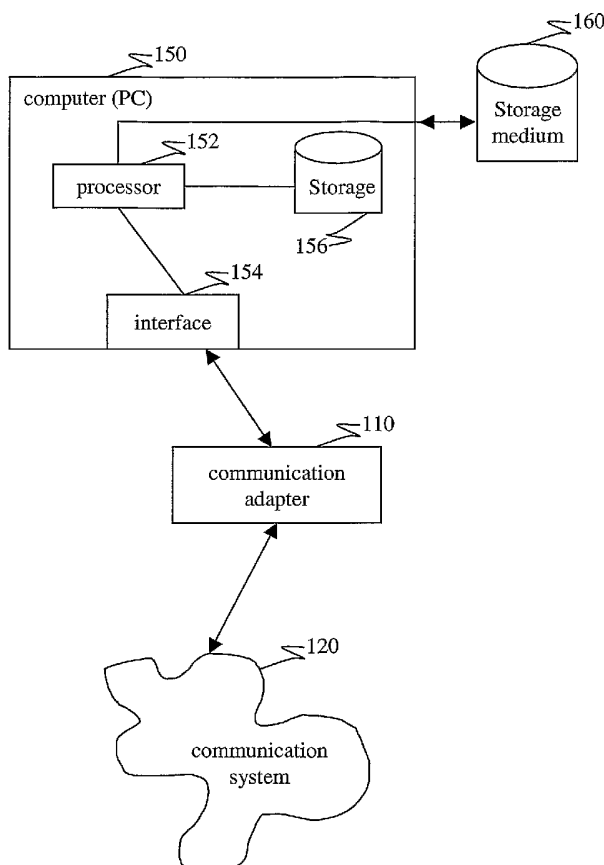 150
160
computer (PC)
Storage
medium
152
processor
Storage
156
154
interface
110
communication
adapter
120
communication
system